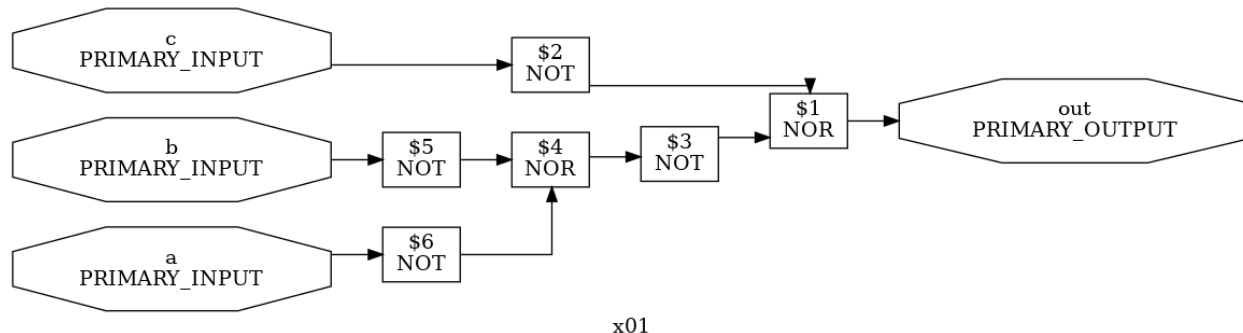 c
PRIMARY_INPUT
$2
NOT
$1
NOR
out
PRIMARY_OUTPUT
b
PRIMARY_INPUT
$5
NOT
$4
NOR
$3
NOT
a
PRIMARY_INPUT
$6
NOT
x01